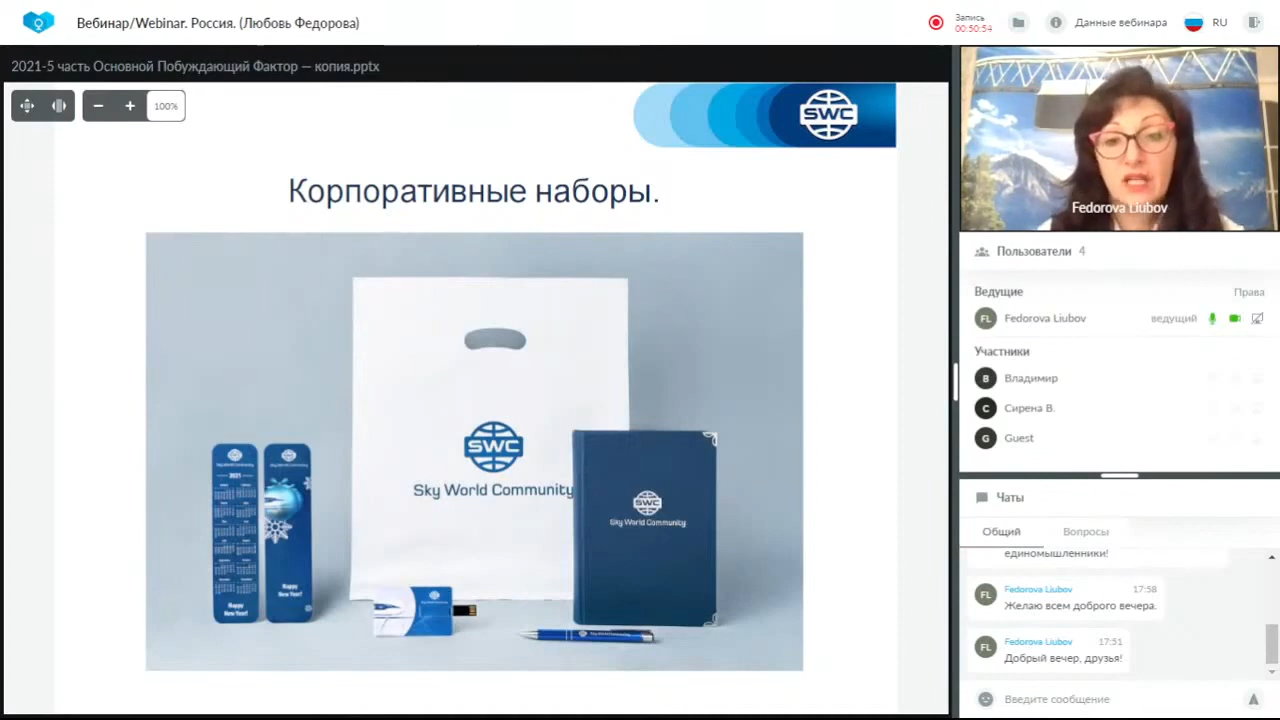 Вебинар/Webinar. Россия. (Любовь Федорова)
Запись
00:50:54
Данные вебинара
RU
2021-5 часть Основной Побуждающий Фактор — копия.pptx
100%
SWC
Корпоративные наборы.
SWC
Sky World Community
SWC
Sky World Community
2021
Happy
New Year!
Happy
New Year!
Fedorova Liubov
Пользователи 4
Ведущие
Права
FL
Fedorova Liubov
ведущий
Участники
В
Владимир
С
Сирена В.
G
Guest
Чаты
Общий
Вопросы
единомышленники!
FL
Fedorova Liubov
17:58
Желаю всем доброго вечера.
FL
Fedorova Liubov
17:51
Добрый вечер, друзья!
Введите сообщение